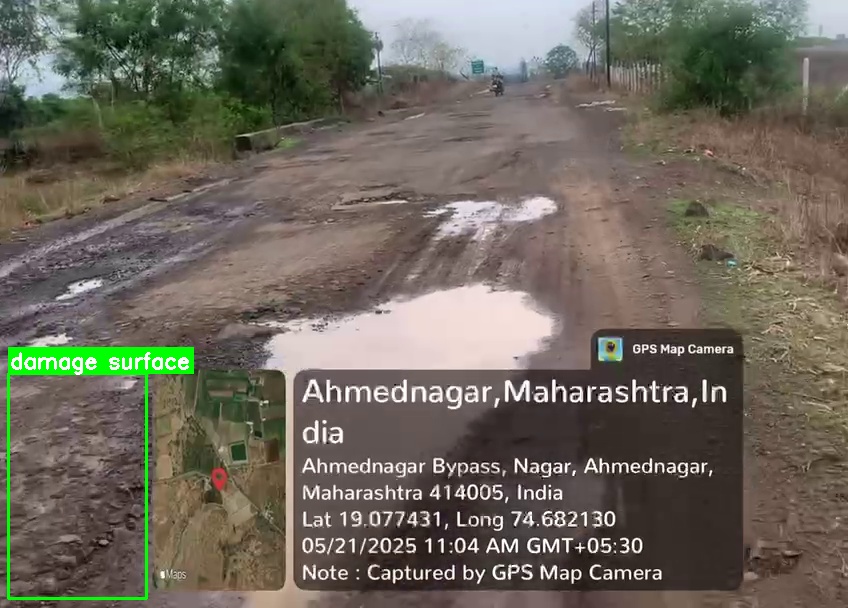 damage surface
GPS Map Camera
Ahmednagar,Maharashtra,In
dia
Ahmednagar Bypass, Nagar, Ahmednagar,
Maharashtra 414005, India
Lat 19.077431, Long 74.682130
05/21/2025 11:04 AM GMT+05:30
Note : Captured by GPS Map Camera
Maps